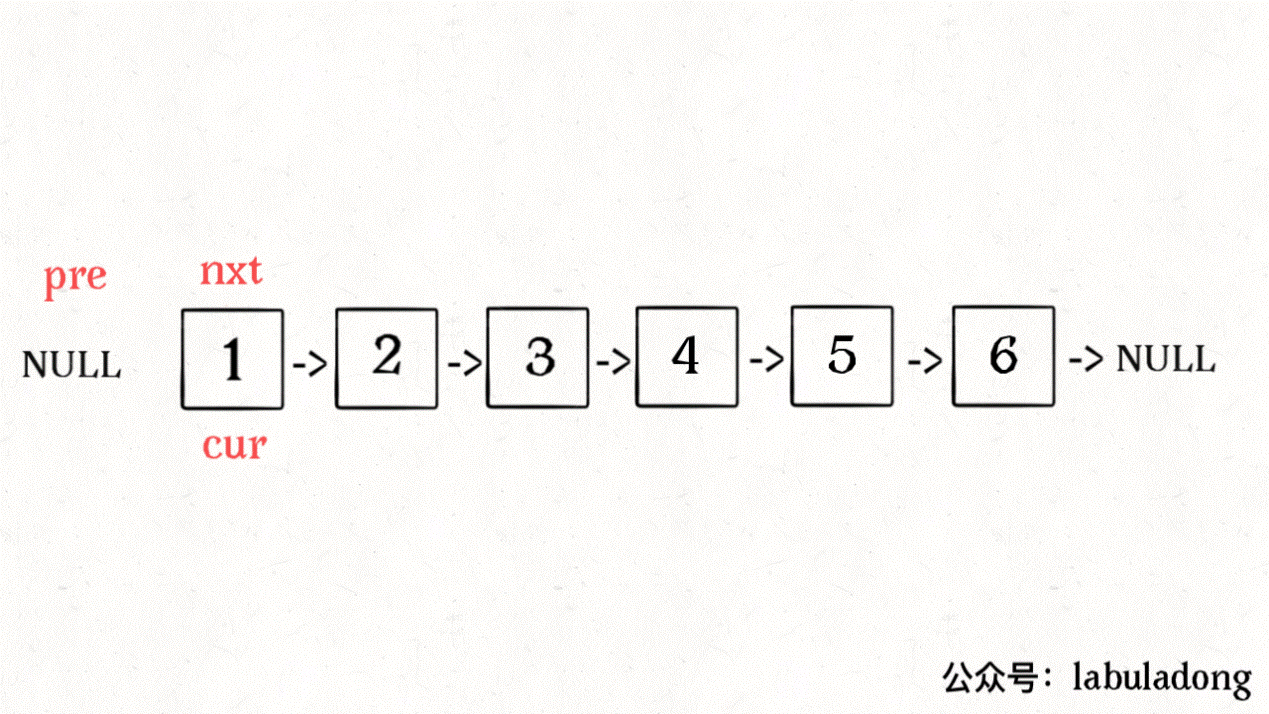 pre nxt
NULL 1 -> 2 -> 3 -> 4 -> 5 -> 6 -> NULL
cur
公众号：labuladong